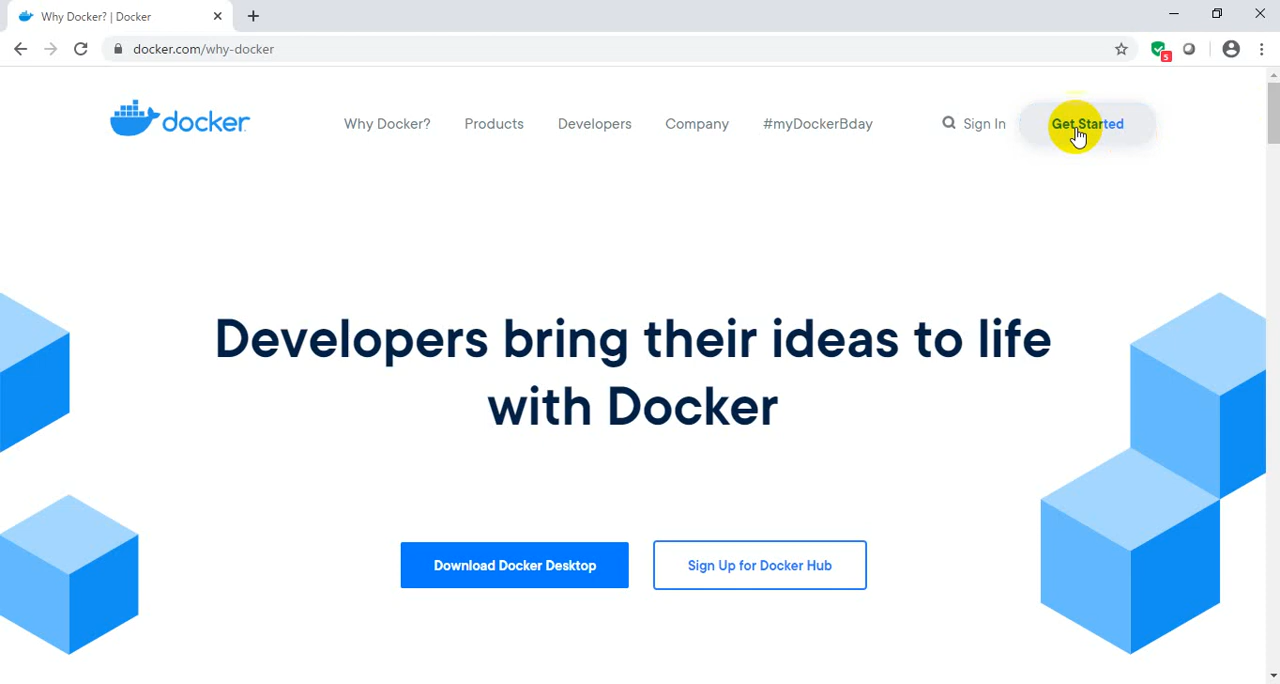 Why Docker? | Docker
docker.com/why-docker
5
docker
Why Docker?
Products
Developers
Company
#myDockerBday
Sign In
Get Started
Developers bring their ideas to life
with Docker
Download Docker Desktop
Sign Up for Docker Hub